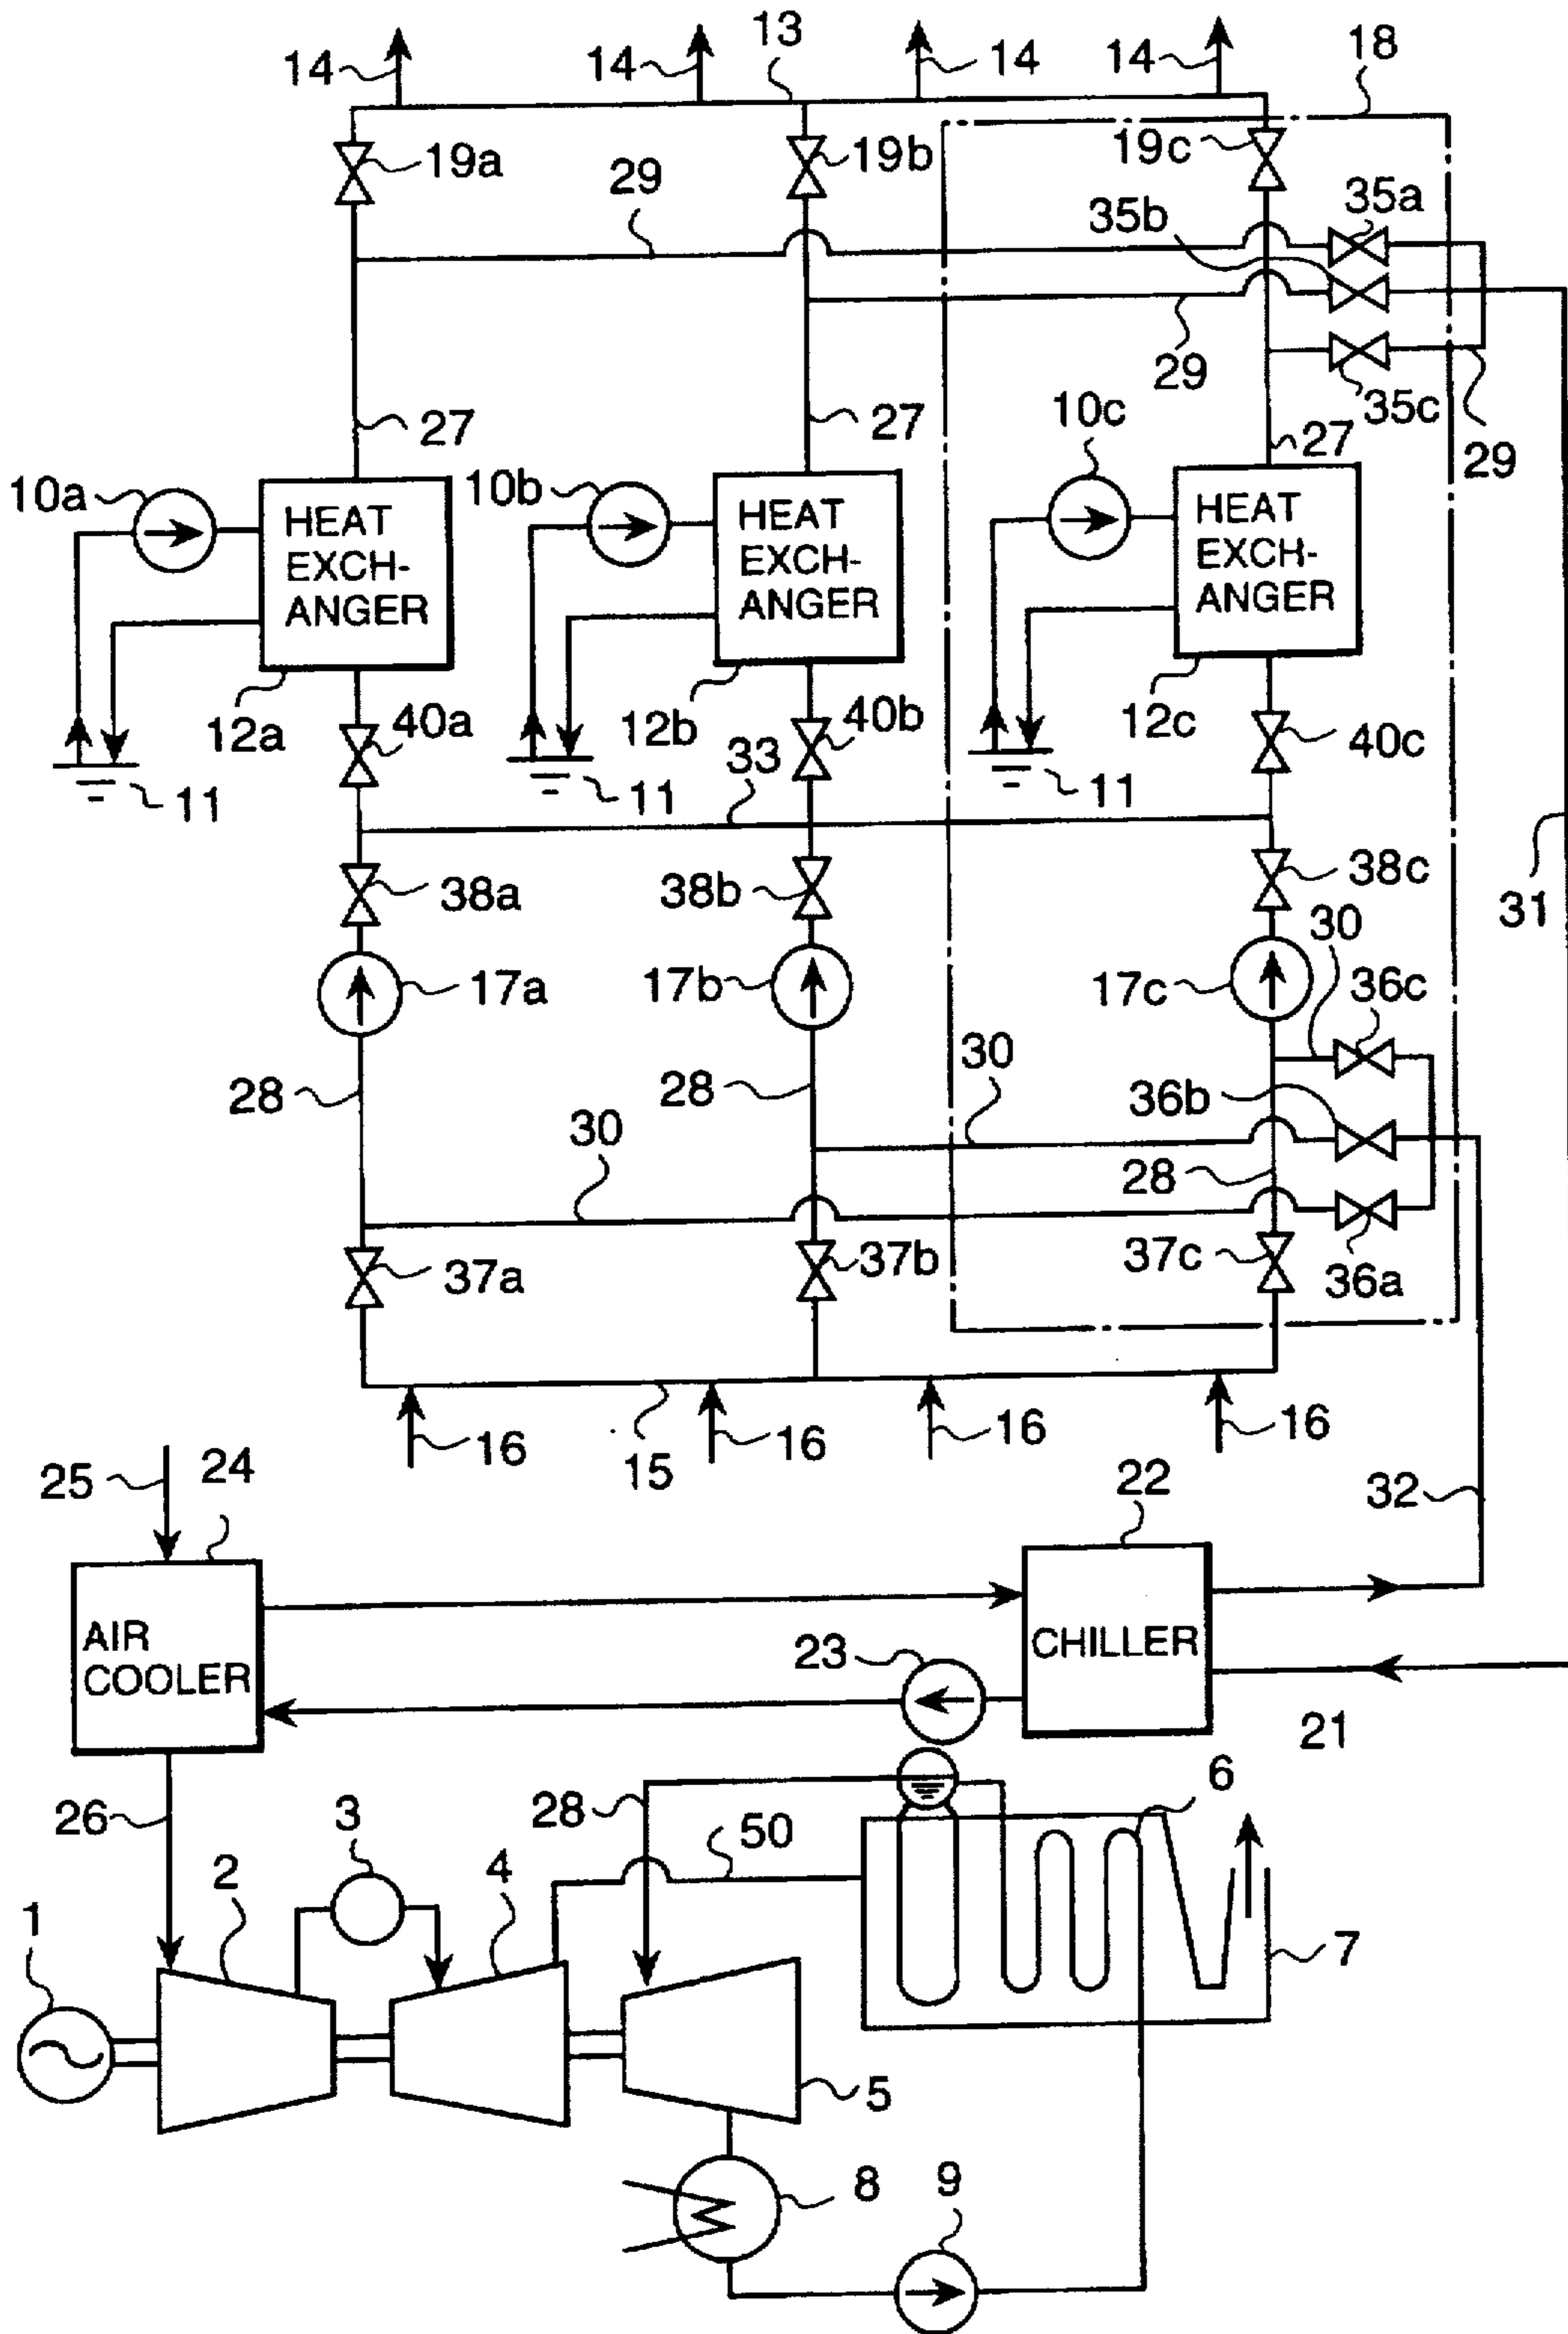 13
18
14
14
14
14
19a
19b
19c
29
35b
35a
29
35c
29
27
27
27
10a
10b
10c
HEAT
EXCH-
ANGER
HEAT
EXCH-
ANGER
HEAT
EXCH-
ANGER
12a
40a
12b
40b
12c
40c
11
11
11
33
31
38a
38b
38c
17a
17b
17c
30
36c
28
28
30
36b
30
28
37a
37b
37c
36a
16
15
16
16
16
25
24
22
32
AIR
COOLER
CHILLER
23
21
26
3
28
50
6
1
2
4
7
5
8
9